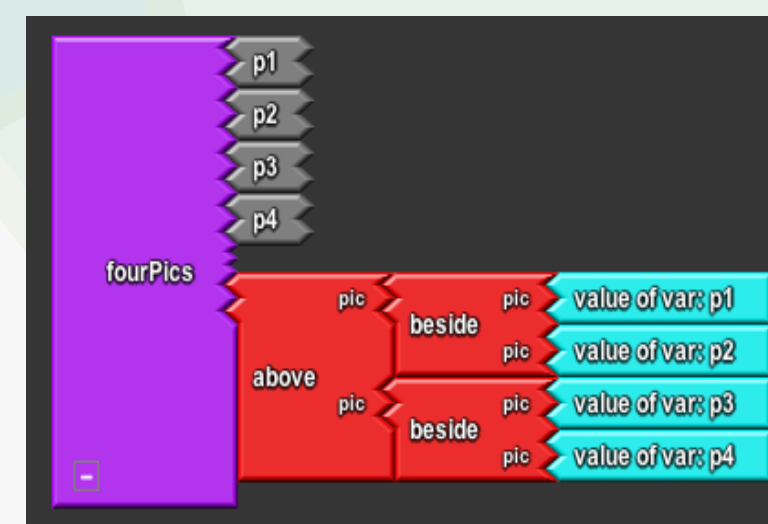 p1
p2
p3
p4
fourPics
pic
beside
pic
value of var: p1
pic
value of var: p2
above
pic
beside
pic
value of var: p3
pic
value of var: p4
-